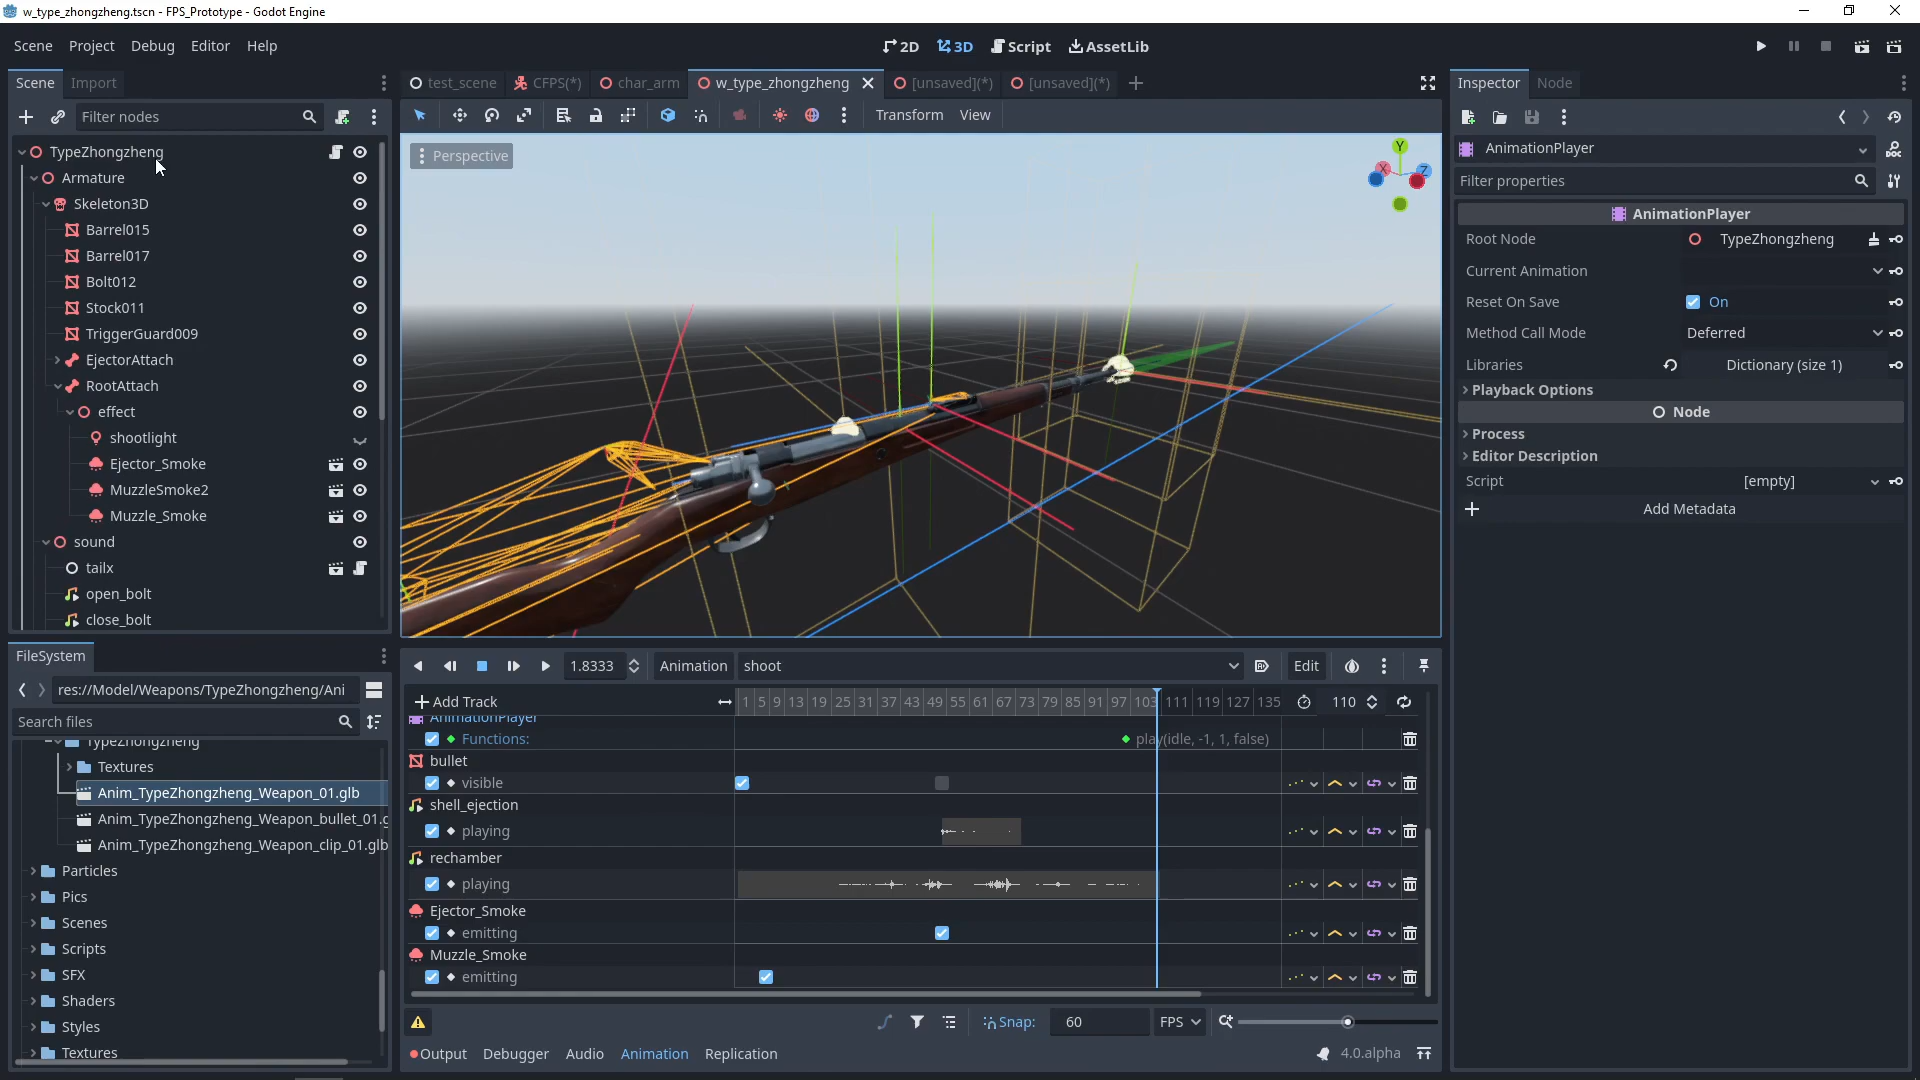 w_type_zhongzheng.tscn - FPS_Prototype - Godot Engine
Scene Project Debug Editor Help
2D 3D Script AssetLib
Scene Import
test_scene CFPS(*) char_arm w_type_zhongzheng [unsaved](*) [unsaved](*)
Inspector Node
Filter nodes
Transform View
TypeZhongzheng
Armature
Skeleton3D
Barrel015
Barrel017
Bolt012
Stock011
TriggerGuard009
EjectorAttach
RootAttach
effect
shootlight
Ejector_Smoke
MuzzleSmoke2
Muzzle_Smoke
sound
tailx
open_bolt
close_bolt
Perspective
Y
X
Z
AnimationPlayer
Filter properties
AnimationPlayer
Root Node TypeZhongzheng
Current Animation
Reset On Save On
Method Call Mode Deferred
Libraries Dictionary (size 1)
Playback Options
Node
Process
Editor Description
Script [empty]
Add Metadata
FileSystem
res://Model/Weapons/TypeZhongzheng/Ani
Search files
TypeZhongzheng
Textures
Anim_TypeZhongzheng_Weapon_01.glb
Anim_TypeZhongzheng_Weapon_bullet_01.g
Anim_TypeZhongzheng_Weapon_clip_01.glb
Particles
Pics
Scenes
Scripts
SFX
Shaders
Styles
Textures
1.8333 Animation shoot Edit
Add Track 1 5 9 13 19 25 31 37 43 49 55 61 67 73 79 85 91 97 103 111 119 127 135 110
AnimationPlayer
Functions: play(idle, -1, 1, false)
bullet
visible
shell_ejection
playing
rechamber
playing
Ejector_Smoke
emitting
Muzzle_Smoke
emitting
Snap: 60 FPS
Output Debugger Audio Animation Replication 4.0.alpha